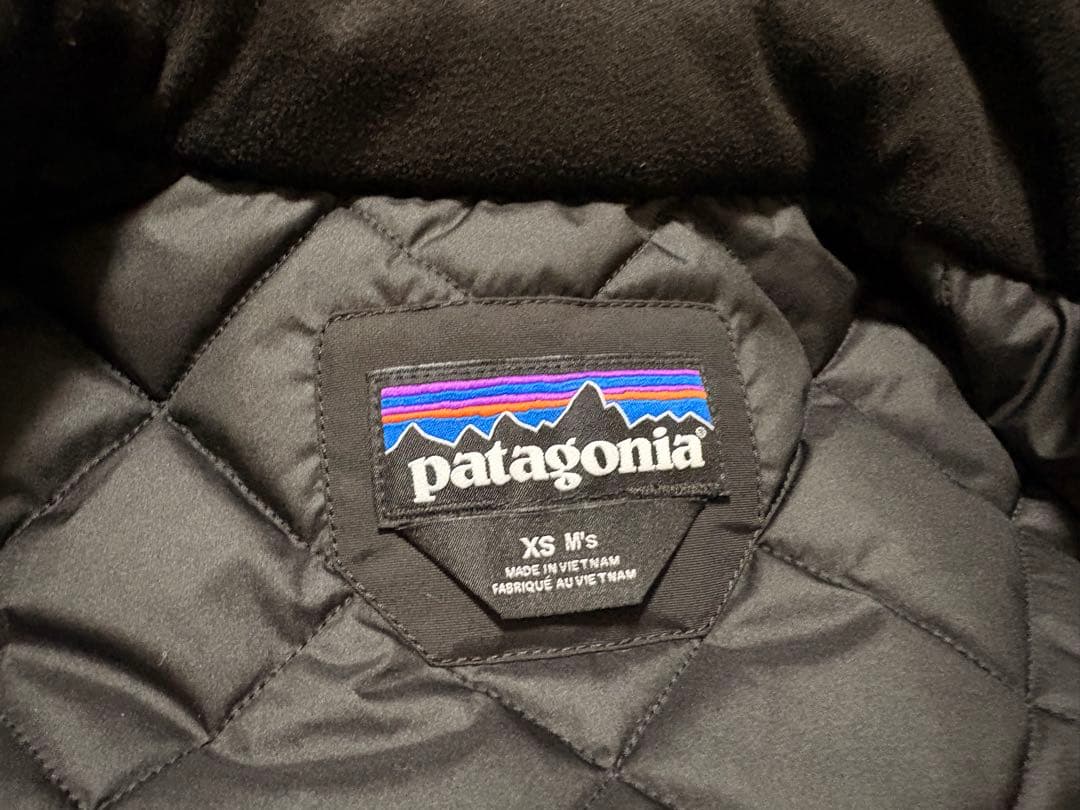 patagonia®
XS M's
MADE IN VIETNAM
FABRIQUÉ AU VIETNAM